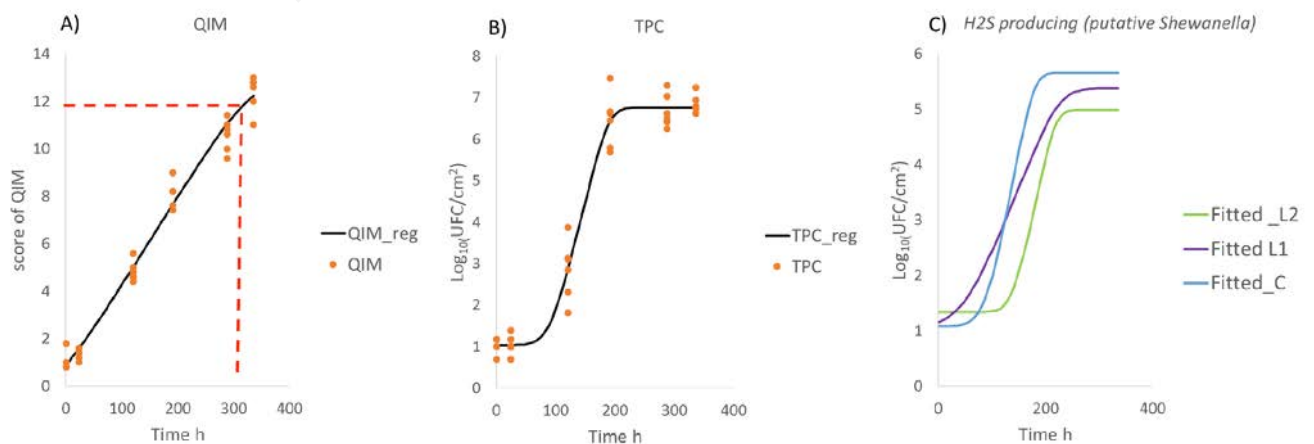 A) QIM
14
12
10
8
6
4
2
0
score of QIM
0 100 200 300 400
Time h
QIM_reg
QIM
B) TPC
8
7
6
5
4
3
2
1
0
Log10(UFC/cm2)
0 100 200 300 400
Time h
TPC_reg
TPC
C) H2S producing (putative Shewanella)
6
5
4
3
2
1
0
Log10(UFC/cm2)
0 200 400
Time h
Fitted _L2
Fitted L1
Fitted_C